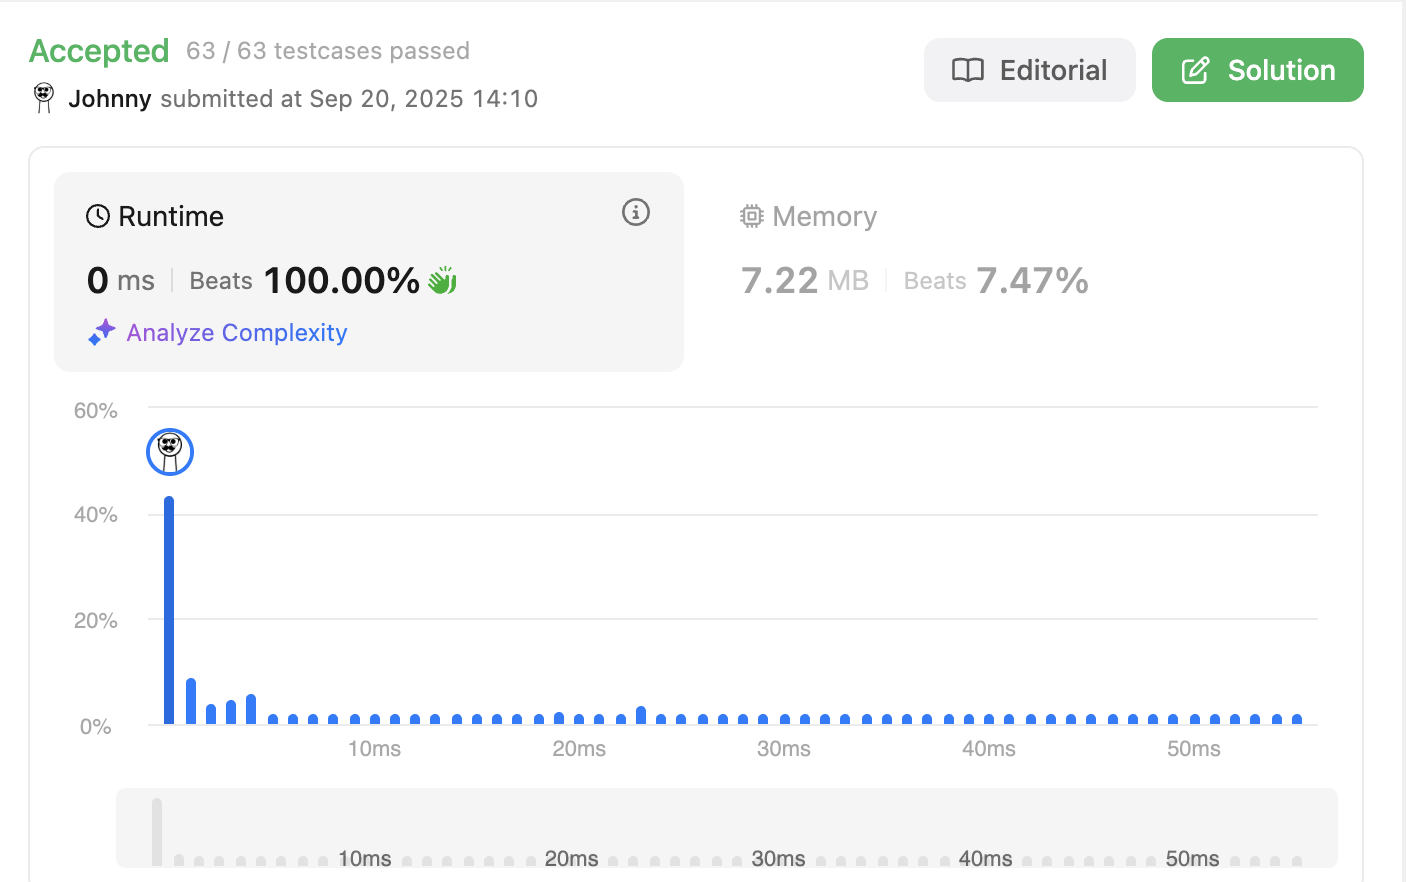 Accepted 63 / 63 testcases passed
Johnny submitted at Sep 20, 2025 14:10
Editorial
Solution
Runtime
0 ms Beats 100.00%
Analyze Complexity
Memory
7.22 MB Beats 7.47%
60%
40%
20%
0%
10ms 20ms 30ms 40ms 50ms
10ms 20ms 30ms 40ms 50ms